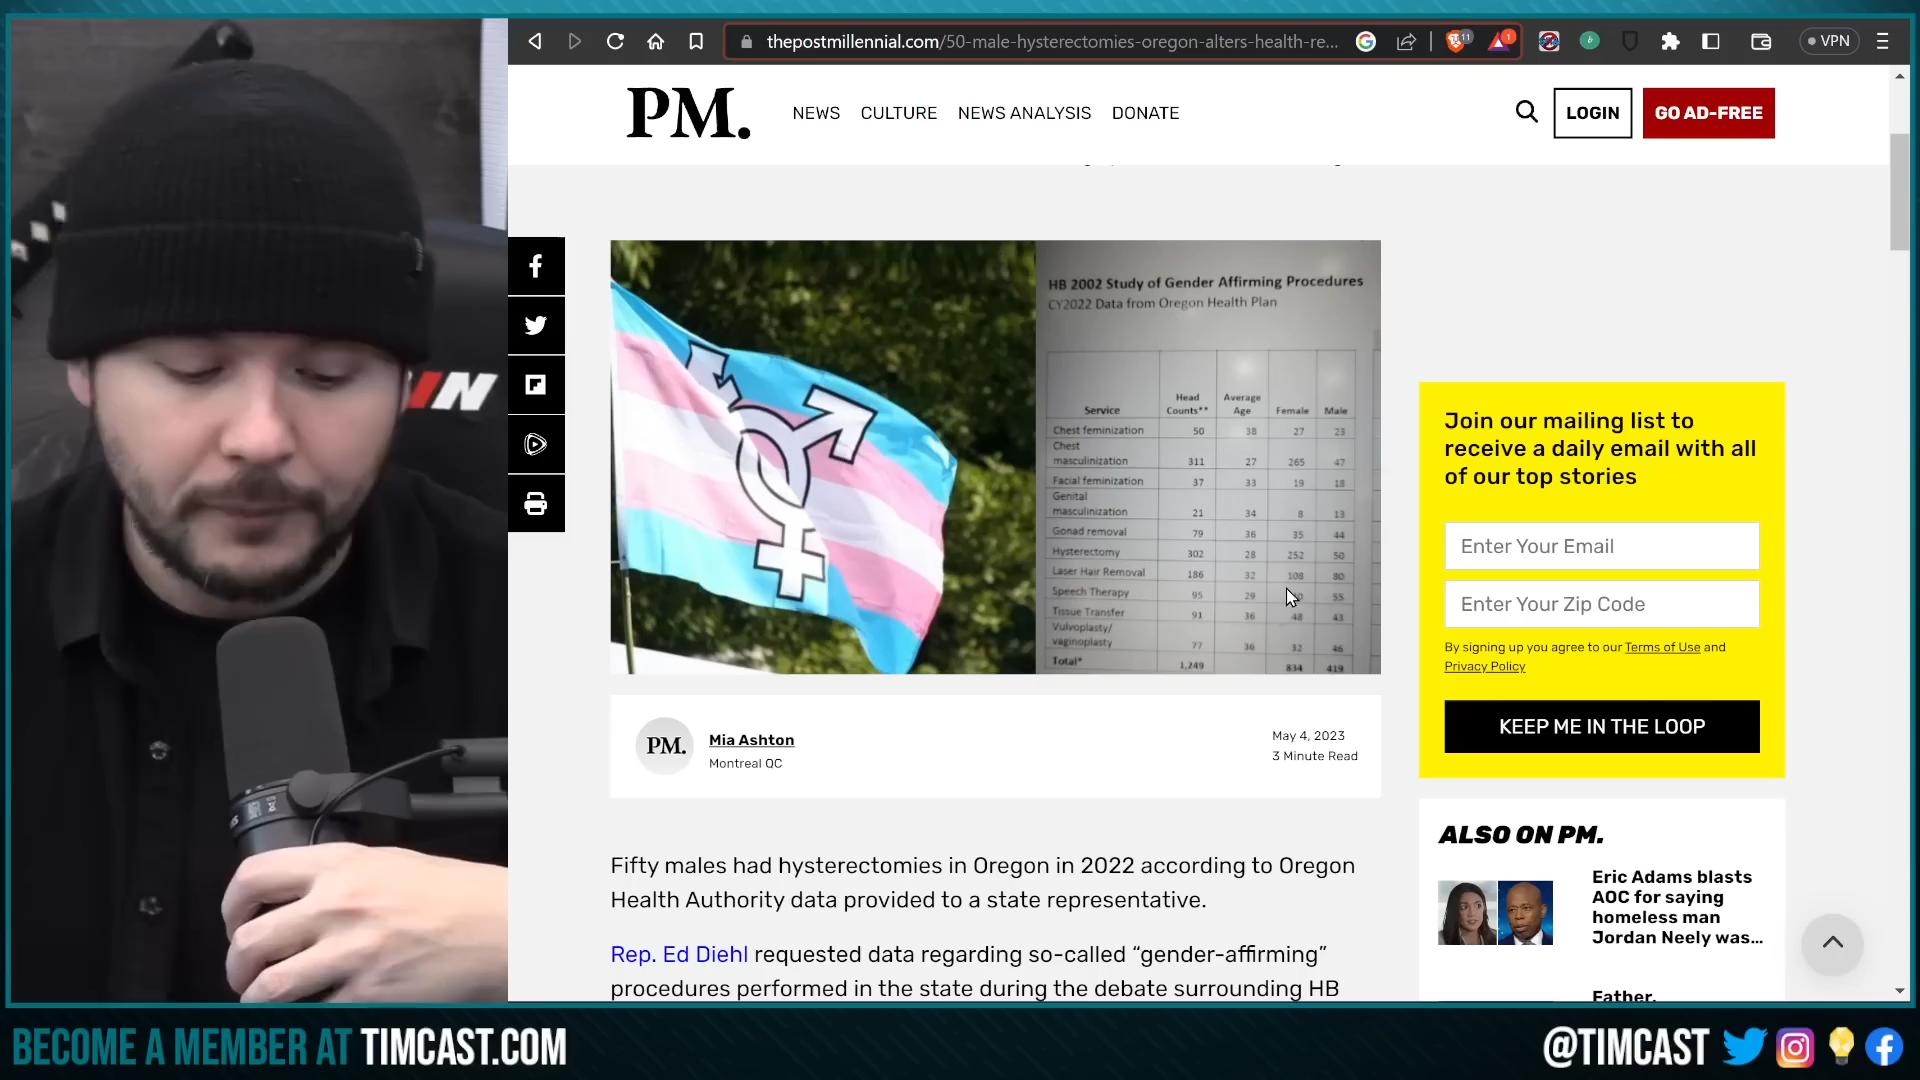 thepostmillennial.com/50-male-hysterectomies-oregon-alters-health-re...
11
1
VPN
PM.
NEWS
CULTURE
NEWS ANALYSIS
DONATE
LOGIN
GO AD-FREE
IN
HB 2002 Study of Gender Affirming Procedures
CY2022 Data from Oregon Health Plan
Service Head Counts** Average Age Female Male
Chest feminization 50 38 27 23
Chest
masculinization 311 27 265 47
Facial feminization 37 33 19 18
Genital
masculinization 21 34 8 13
Gonad removal 79 36 35 44
Hysterectomy 302 28 252 50
Laser Hair Removal 186 32 108 80
Speech Therapy 95 29 55
Tissue Transfer 91 36 48 43
Vulvoplasty/
vaginoplasty 77 36 32 46
Total* 1,249 834 419
Join our mailing list to
receive a daily email with all
of our top stories
Enter Your Email
Enter Your Zip Code
By signing up you agree to our Terms of Use and
Privacy Policy
KEEP ME IN THE LOOP
PM.
Mia Ashton
Montreal QC
May 4, 2023
3 Minute Read
Fifty males had hysterectomies in Oregon in 2022 according to Oregon
Health Authority data provided to a state representative.
Rep. Ed Diehl requested data regarding so-called “gender-affirming”
procedures performed in the state during the debate surrounding HB
ALSO ON PM.
Eric Adams blasts
AOC for saying
homeless man
Jordan Neely was...
Father,
BECOME A MEMBER AT TIMCAST.COM
@TIMCAST